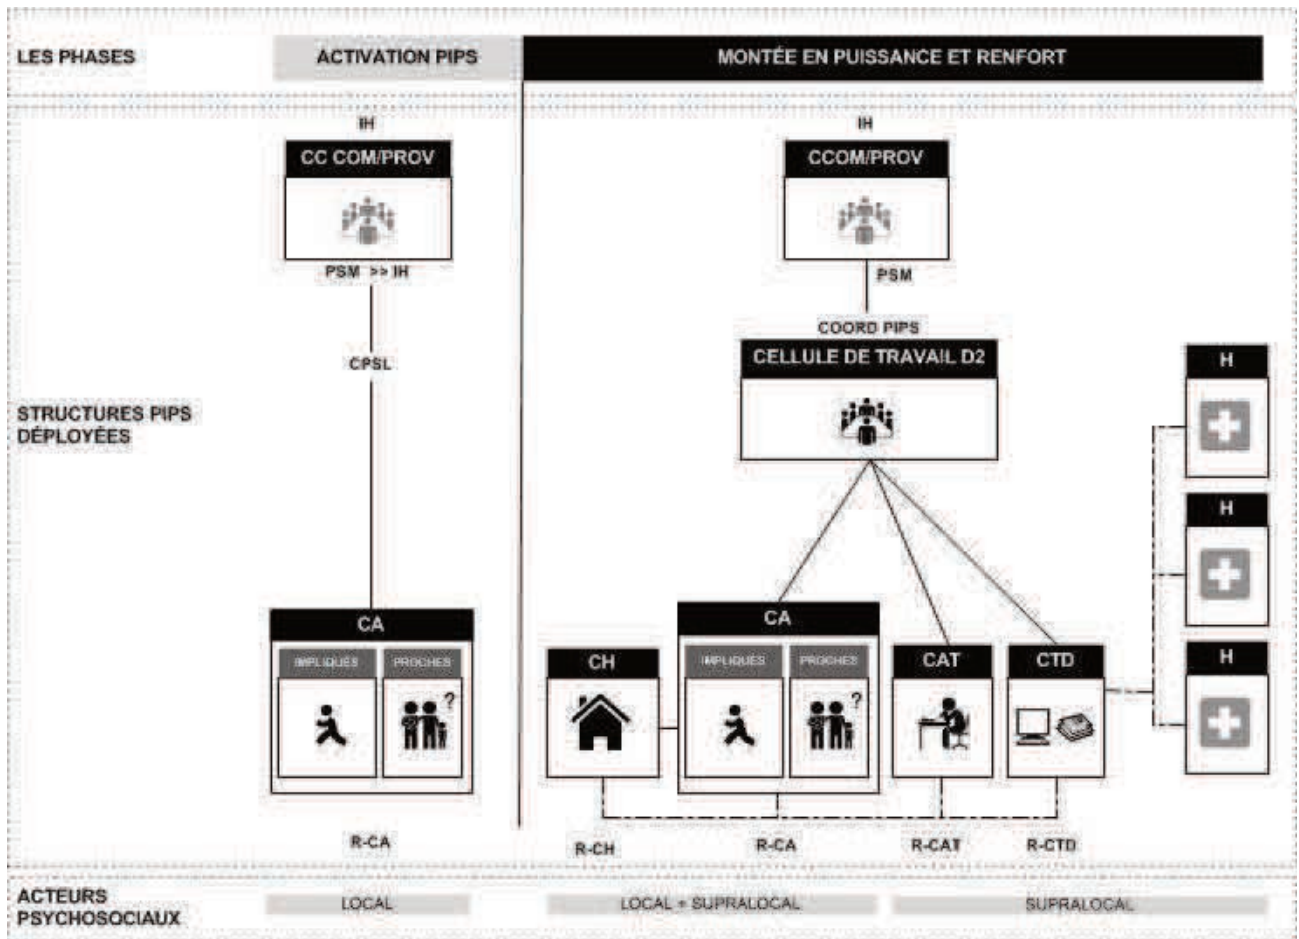 LES PHASES
ACTIVATION PIPS
MONTÉE EN PUISSANCE ET RENFORT
IH
CC COM/PROV
PSM >> IH
CPSL
IH
CCOM/PROV
PSM
COORD PIPS
CELLULE DE TRAVAIL D2
STRUCTURES PIPS
DÉPLOYÉES
H
H
H
CA
IMPLIQUÉS
PROCHES
?
R-CA
CH
CA
IMPLIQUÉS
PROCHES
?
CAT
CTD
R-CH
R-CA
R-CAT
R-CTD
ACTEURS
PSYCHOSOCIAUX
LOCAL
LOCAL + SUPRALOCAL
SUPRALOCAL